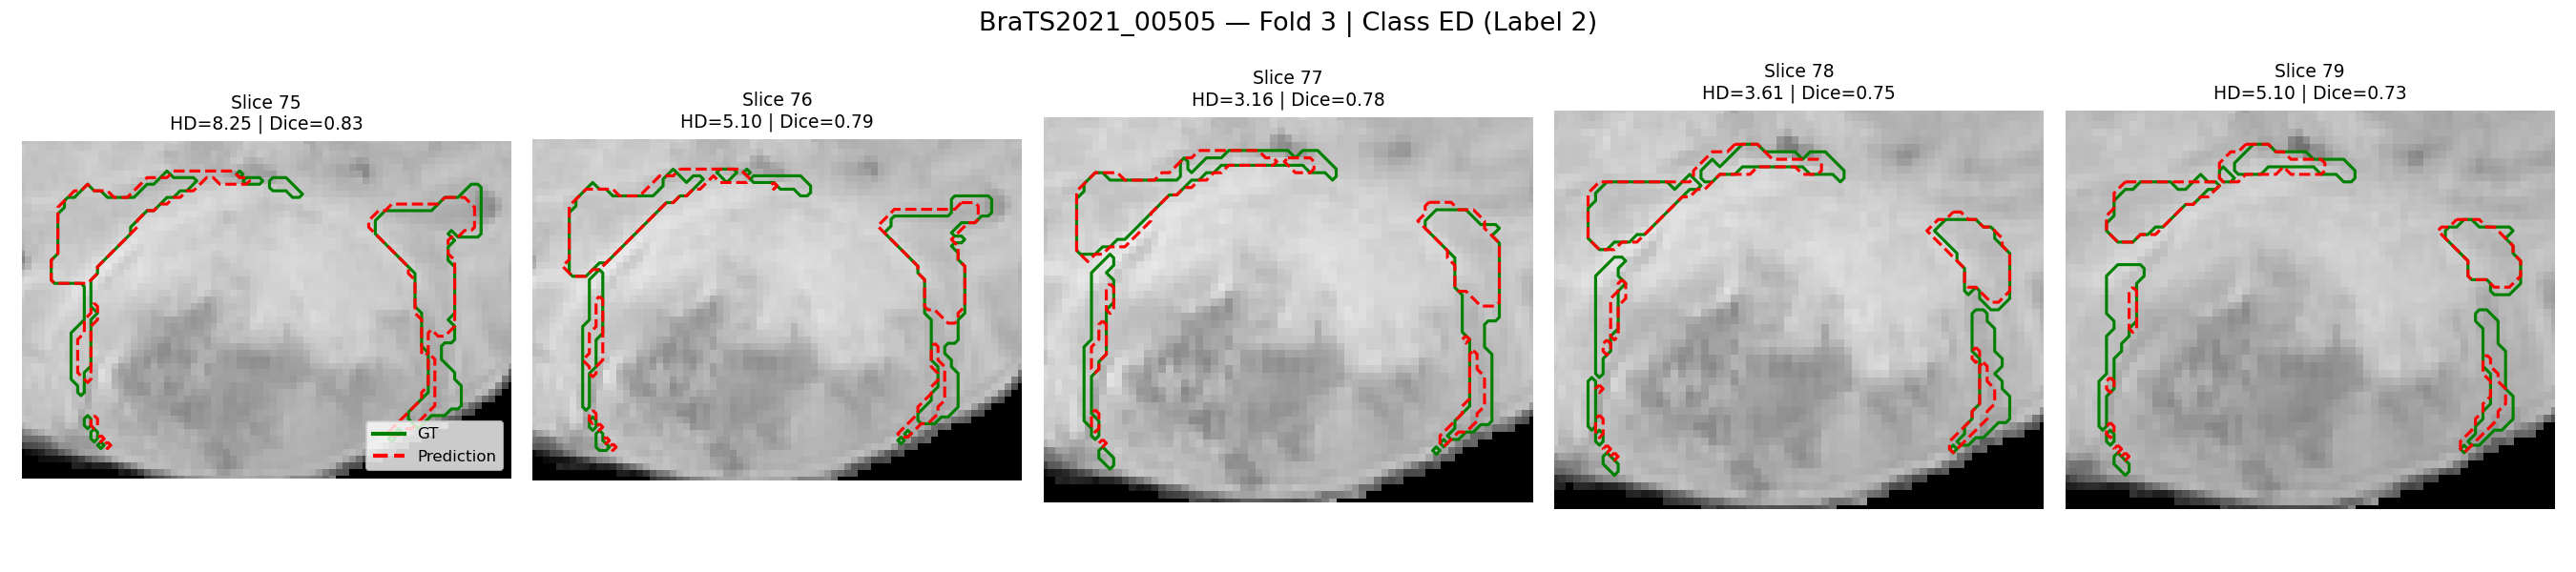 BraTS2021_00505 — Fold 3 | Class ED (Label 2)
Slice 75
HD=8.25 | Dice=0.83
Slice 76
HD=5.10 | Dice=0.79
Slice 77
HD=3.16 | Dice=0.78
Slice 78
HD=3.61 | Dice=0.75
Slice 79
HD=5.10 | Dice=0.73
GT
Prediction